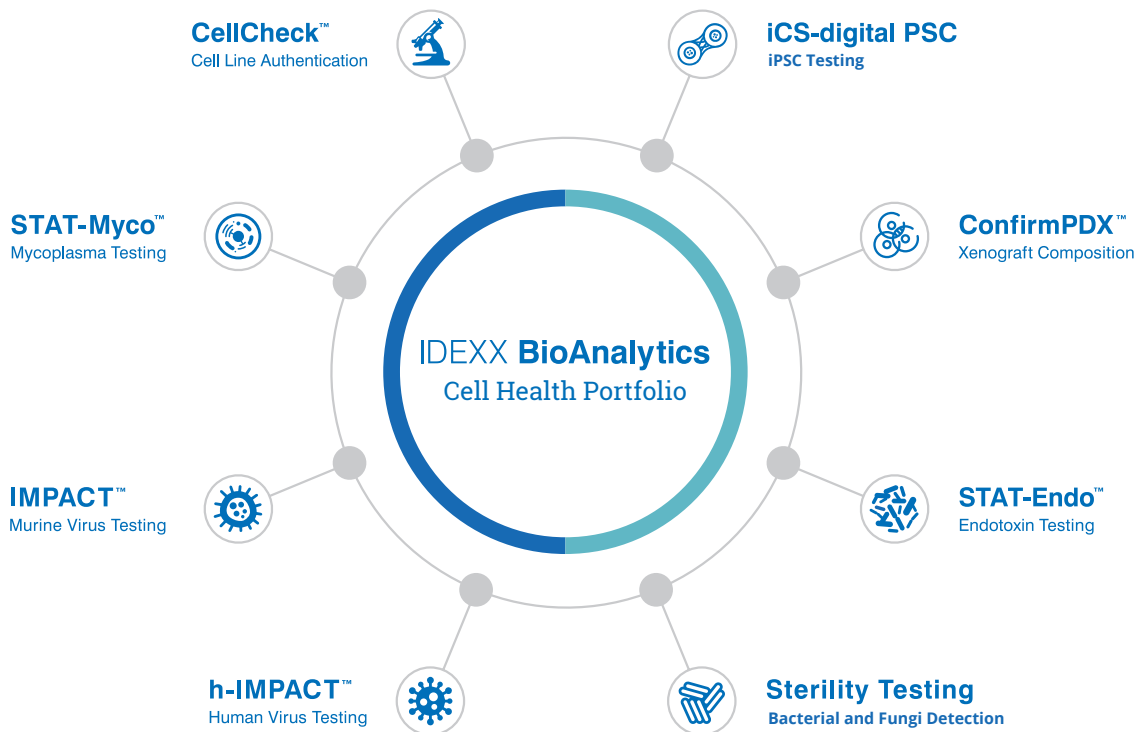 CellCheck™
Cell Line Authentication
iCS-digital PSC
iPSC Testing
STAT-Myco™
Mycoplasma Testing
ConfirmPDX™
Xenograft Composition
IDEXX BioAnalytics
Cell Health Portfolio
IMPACT™
Murine Virus Testing
STAT-Endo™
Endotoxin Testing
h-IMPACT™
Human Virus Testing
Sterility Testing
Bacterial and Fungi Detection